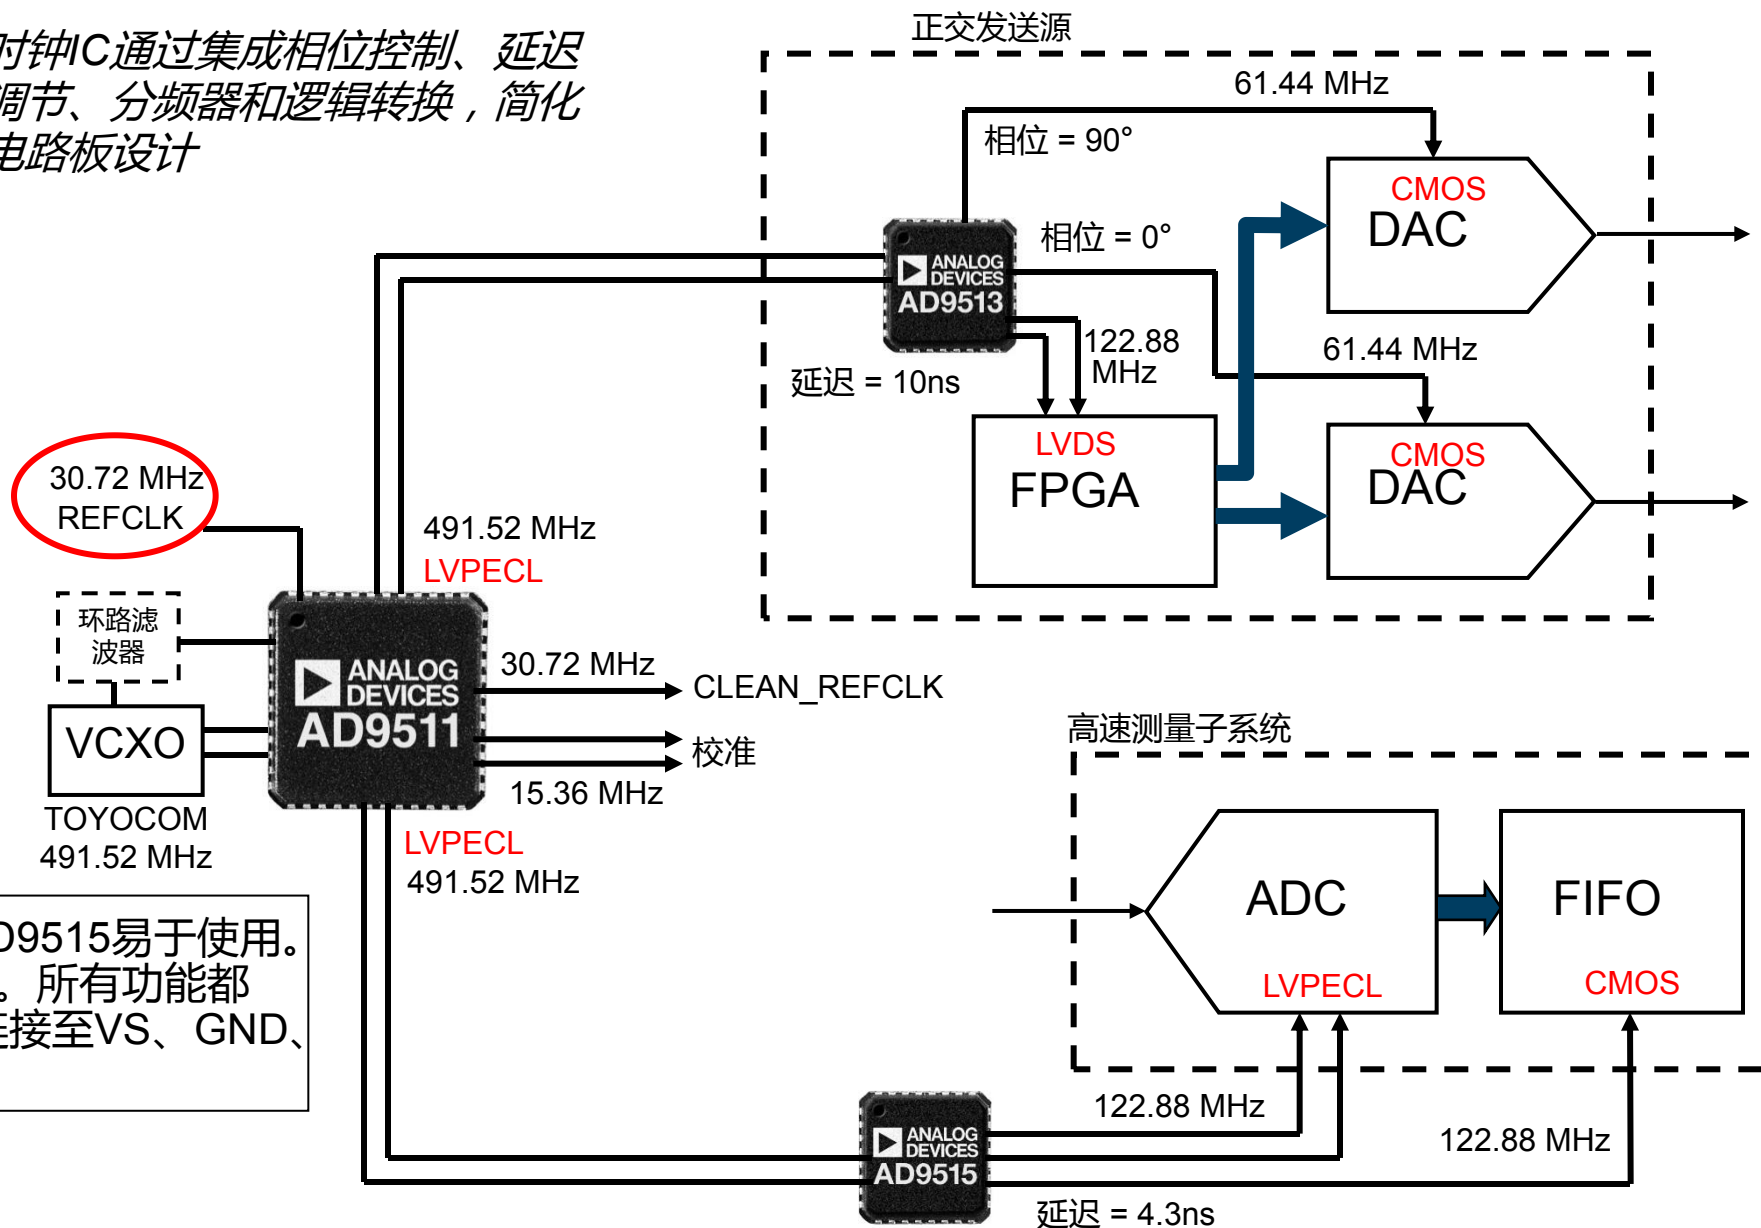 时钟IC通过集成相位控制、延迟
调节、分频器和逻辑转换，简化
电路板设计
正交发送源
61.44 MHz
相位 = 90°
CMOS
DAC
相位 = 0°
ANALOG
DEVICES
AD9513
122.88
MHz
61.44 MHz
延迟 = 10ns
LVDS
FPGA
CMOS
DAC
30.72 MHz
REFCLK
491.52 MHz
LVPECL
环路滤
波器
ANALOG
DEVICES
AD9511
30.72 MHz
CLEAN_REFCLK
VCXO
校准
15.36 MHz
TOYOCOM
491.52 MHz
LVPECL
491.52 MHz
高速测量子系统
ADC
FIFO
LVPECL
CMOS
D9515易于使用。
。所有功能都
连接至VS、GND、
122.88 MHz
122.88 MHz
ANALOG
DEVICES
AD9515
延迟 = 4.3ns